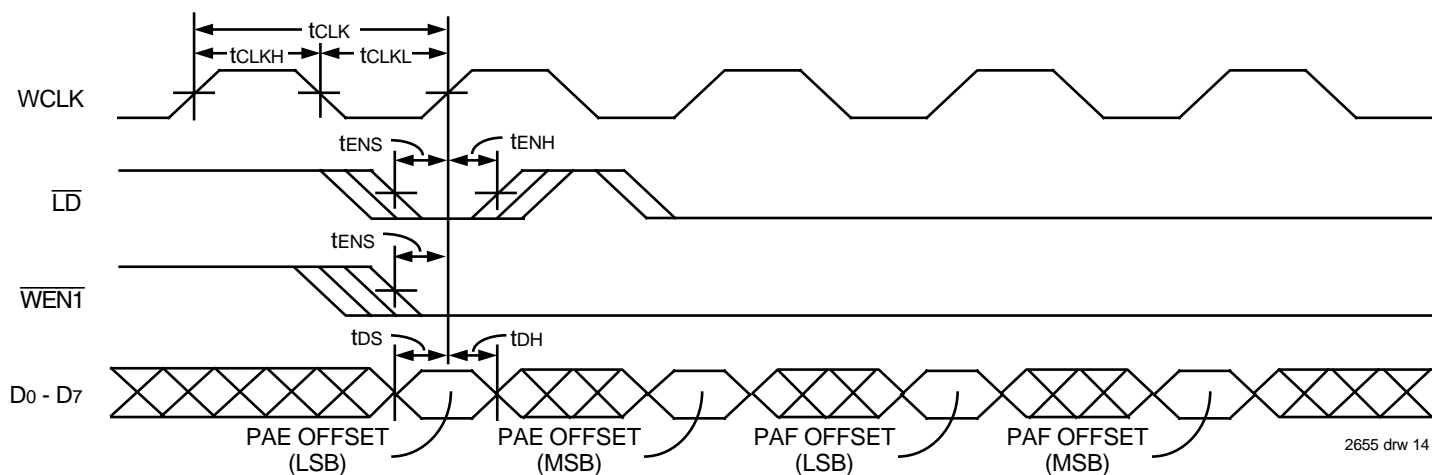 tCLK
tCLKH
tCLKL
WCLK
tENS
tENH
LD
tENS
WEN1
tDS
tDH
D0 - D7
PAE OFFSET
(LSB)
PAE OFFSET
(MSB)
PAF OFFSET
(LSB)
PAF OFFSET
(MSB)
2655 drw 14